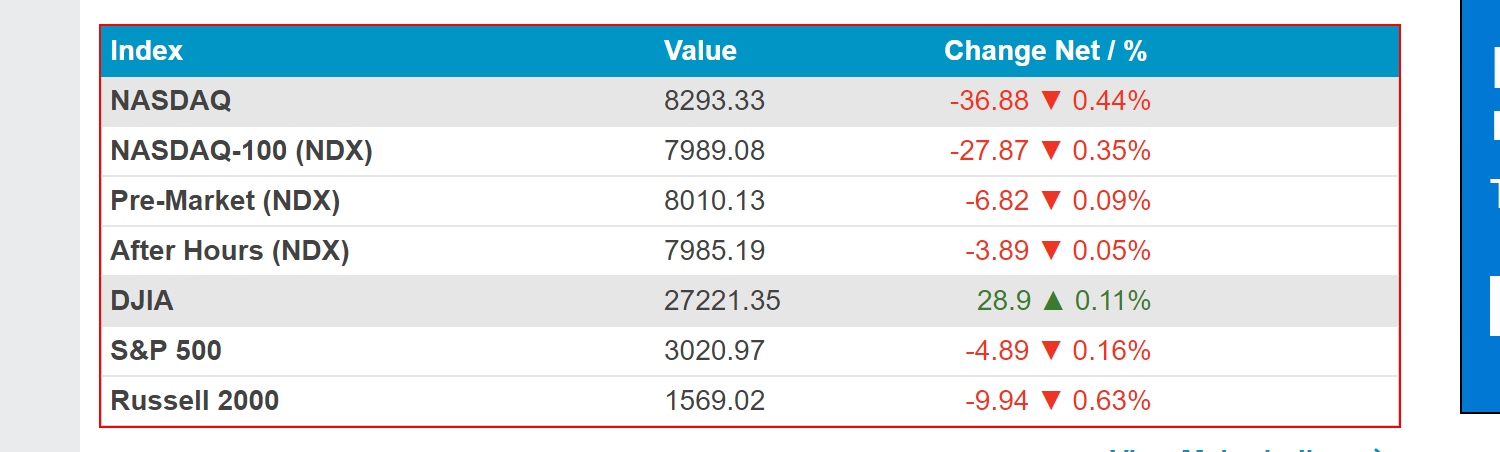 Index Value Change Net / %
NASDAQ 8293.33 -36.88 ▼ 0.44%
NASDAQ-100 (NDX) 7989.08 -27.87 ▼ 0.35%
Pre-Market (NDX) 8010.13 -6.82 ▼ 0.09%
After Hours (NDX) 7985.19 -3.89 ▼ 0.05%
DJIA 27221.35 28.9 ▲ 0.11%
S&P 500 3020.97 -4.89 ▼ 0.16%
Russell 2000 1569.02 -9.94 ▼ 0.63%